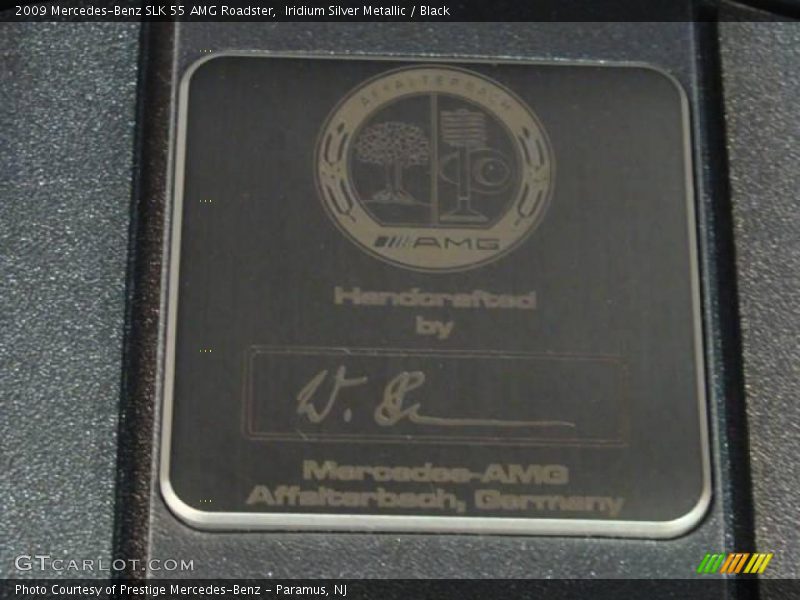 2009 Mercedes-Benz SLK 55 AMG Roadster,  Iridium Silver Metallic / Black
AFFALTERBACH
AMG
Handcrafted
by
Mercedes-AMG
Affalterbach, Germany
GTCARLOT.COM
Photo Courtesy of Prestige Mercedes-Benz - Paramus, NJ